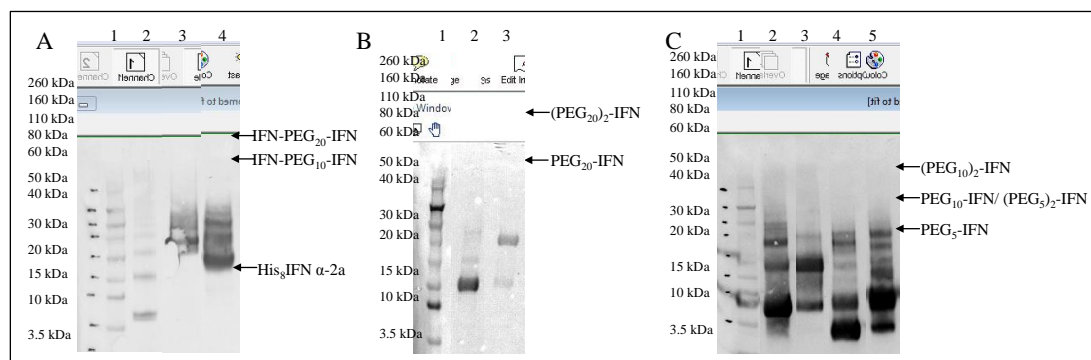 A
1 2 3 4
260 kDa
160 kDa
110 kDa
80 kDa
60 kDa
50 kDa
40 kDa
30 kDa
20 kDa
15 kDa
10 kDa
3.5 kDa
IFN-PEG₂₀-IFN
IFN-PEG₁₀-IFN
His₈IFN α-2a
B
1 2 3
Edit In
Window
260 kDa
160 kDa
110 kDa
80 kDa
60 kDa
50 kDa
40 kDa
30 kDa
20 kDa
15 kDa
10 kDa
3.5 kDa
(PEG₂₀)₂-IFN
PEG₂₀-IFN
C
1 2 3 4 5
260 kDa
160 kDa
110 kDa
80 kDa
60 kDa
50 kDa
40 kDa
30 kDa
20 kDa
15 kDa
10 kDa
3.5 kDa
(PEG₁₀)₂-IFN
PEG₁₀-IFN/ (PEG₅)₂-IFN
PEG₅-IFN